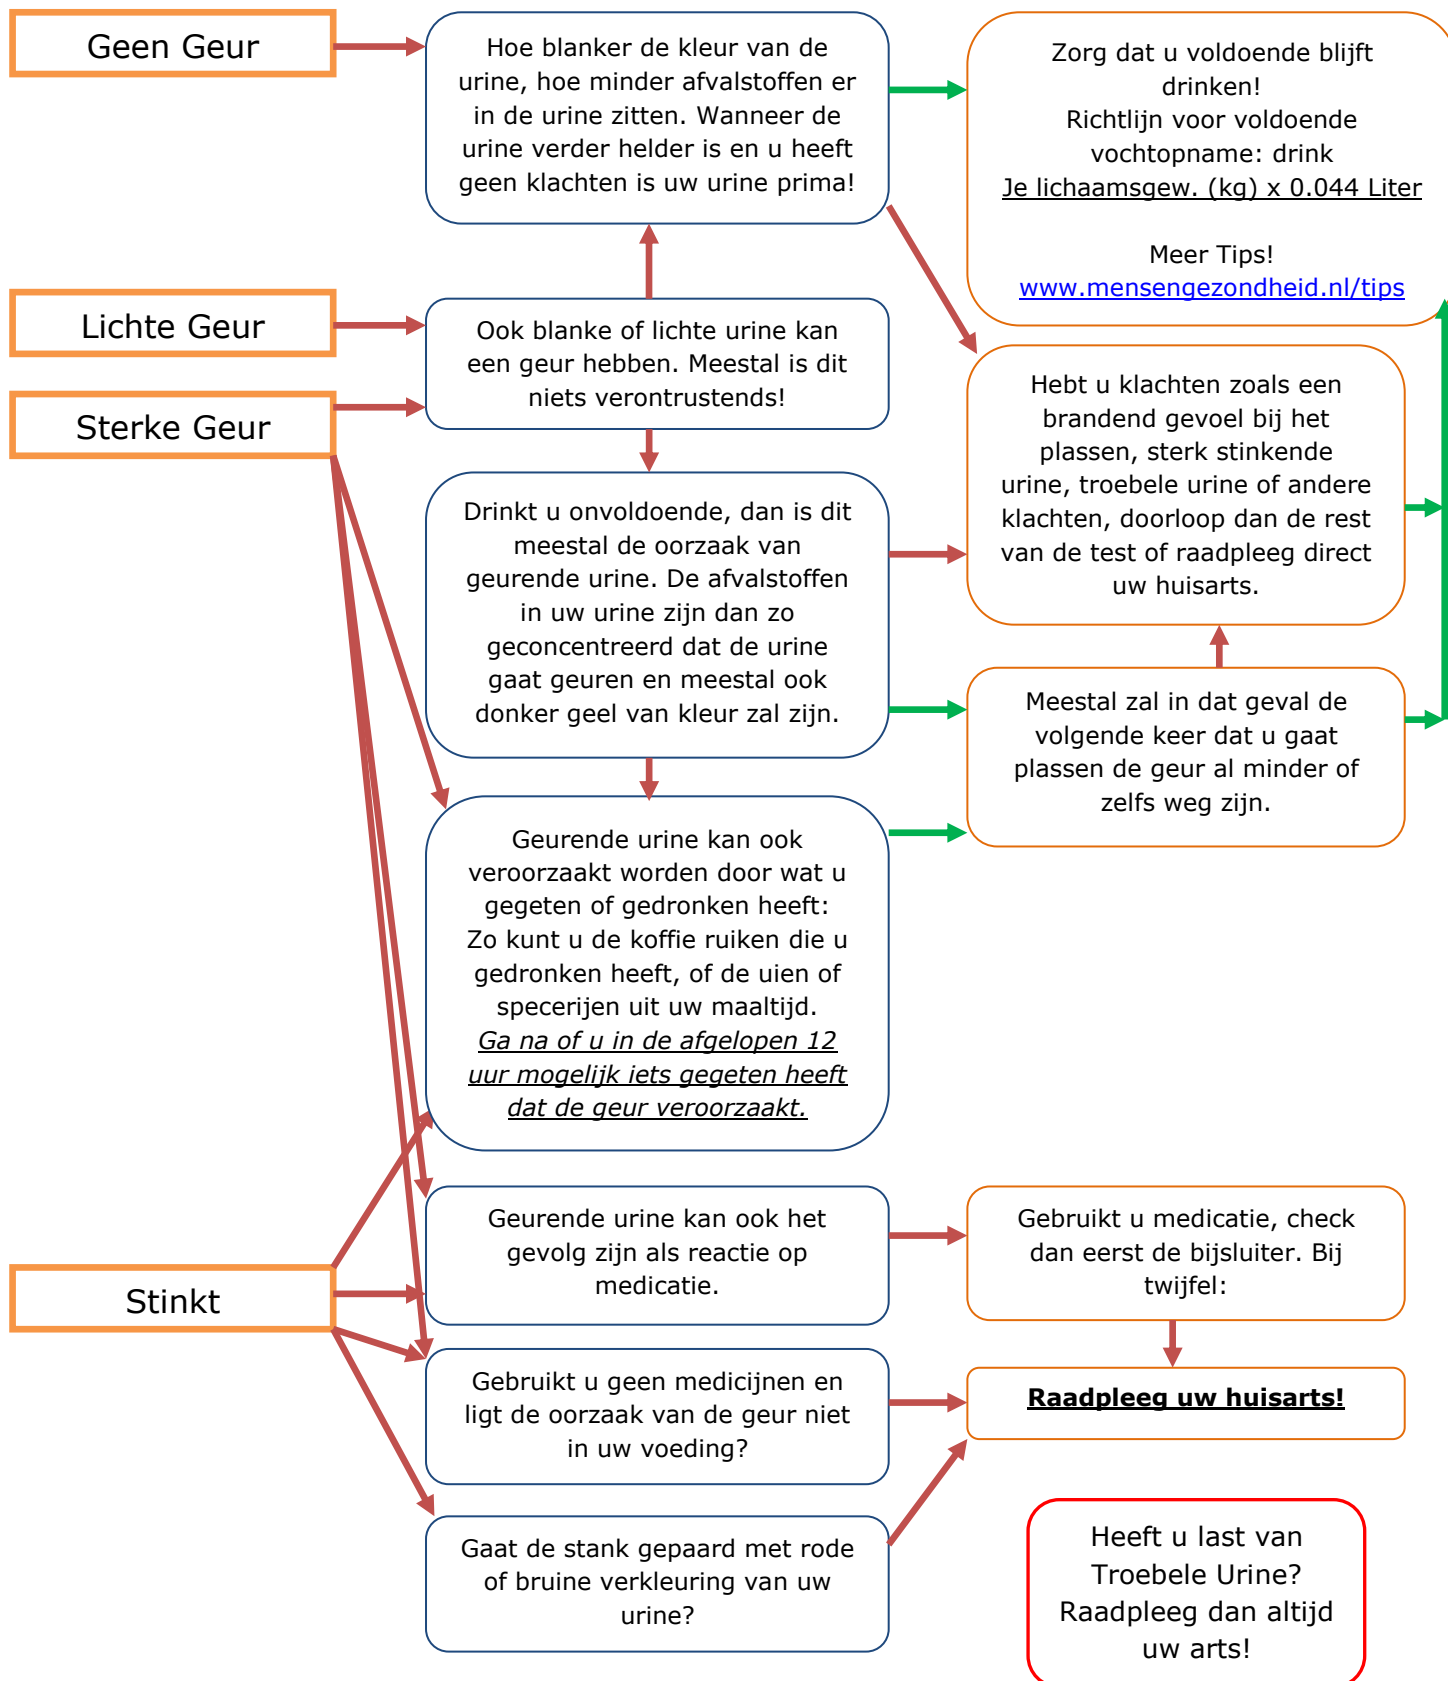 Geen Geur
Hoe blanker de kleur van de
urine, hoe minder afvalstoffen er
in de urine zitten. Wanneer de
urine verder helder is en u heeft
geen klachten is uw urine prima!
Zorg dat u voldoende blijft
drinken!
Richtlijn voor voldoende
vochtopname: drink
Je lichaamsgew. (kg) x 0.044 Liter
Meer Tips!
www.mensengezondheid.nl/tips
Lichte Geur
Ook blanke of lichte urine kan
een geur hebben. Meestal is dit
niets verontrustends!
Sterke Geur
Hebt u klachten zoals een
brandend gevoel bij het
plassen, sterk stinkende
urine, troebele urine of andere
klachten, doorloop dan de rest
van de test of raadpleeg direct
uw huisarts.
Drinkt u onvoldoende, dan is dit
meestal de oorzaak van
geurende urine. De afvalstoffen
in uw urine zijn dan zo
geconcentreerd dat de urine
gaat geuren en meestal ook
donker geel van kleur zal zijn.
Meestal zal in dat geval de
volgende keer dat u gaat
plassen de geur al minder of
zelfs weg zijn.
Geurende urine kan ook
veroorzaakt worden door wat u
gegeten of gedronken heeft:
Zo kunt u de koffie ruiken die u
gedronken heeft, of de uien of
specerijen uit uw maaltijd.
Ga na of u in de afgelopen 12
uur mogelijk iets gegeten heeft
dat de geur veroorzaakt.
Stinkt
Geurende urine kan ook het
gevolg zijn als reactie op
medicatie.
Gebruikt u medicatie, check
dan eerst de bijsluiter. Bij
twijfel:
Gebruikt u geen medicijnen en
ligt de oorzaak van de geur niet
in uw voeding?
Raadpleeg uw huisarts!
Gaat de stank gepaard met rode
of bruine verkleuring van uw
urine?
Heeft u last van
Troebele Urine?
Raadpleeg dan altijd
uw arts!